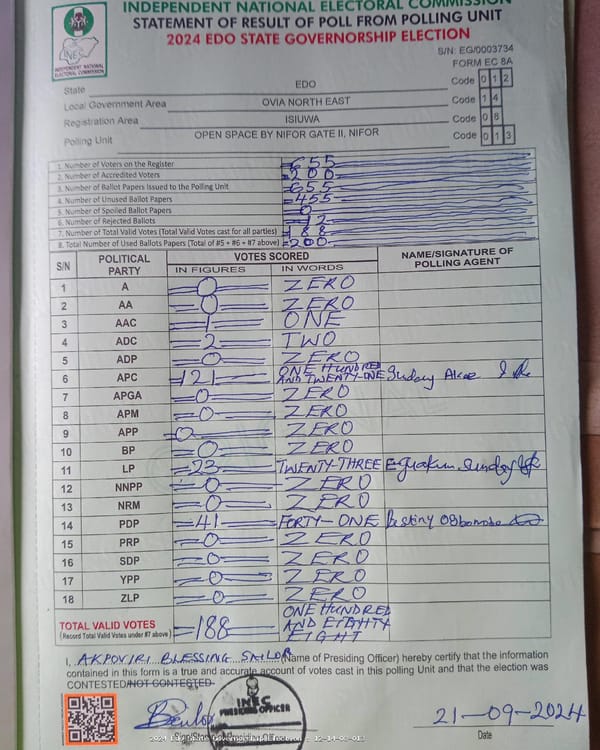 INDEPENDENT NATIONAL ELECTORAL COMMISSION
STATEMENT OF RESULT OF POLL FROM POLLING UNIT
2024 EDO STATE GOVERNORSHIP ELECTION
INEC
INDEPENDENT NATIONAL ELECTORAL COMMISSION
S/N: EG/0003734
FORM EC 8A
State EDO Code 0 1 2
Local Government Area OVIA NORTH EAST Code 1 4
Registration Area ISIUWA Code 0 8
Polling Unit OPEN SPACE BY NIFOR GATE II, NIFOR Code 0 1 3
1. Number of Voters on the Register 655
2. Number of Accredited Voters 200
3. Number of Ballot Papers Issued to the Polling Unit 655
4. Number of Unused Ballot Papers 455
5. Number of Spoiled Ballot Papers 0
6. Number of Rejected Ballots 12
7. Number of Total Valid Votes (Total Valid Votes cast for all parties) 188
8. Total Number of Used Ballots Papers (Total of #5 + #6 + #7 above) 200
S/N POLITICAL PARTY VOTES SCORED NAME/SIGNATURE OF POLLING AGENT
IN FIGURES IN WORDS
1 A 0 ZERO
2 AA 0 ZERO
3 AAC 1 ONE
4 ADC 2 TWO
5 ADP 0 ZERO
6 APC 121 ONE HUNDRED AND TWENTY-ONE Sunday
7 APGA 0 ZERO
8 APM 0 ZERO
9 APP 0 ZERO
10 BP 0 ZERO
11 LP 23 TWENTY-THREE Sunday
12 NNPP 0 ZERO
13 NRM 0 ZERO
14 PDP 41 FORTY-ONE Destiny
15 PRP 0 ZERO
16 SDP 0 ZERO
17 YPP 0 ZERO
18 ZLP 0 ZERO
TOTAL VALID VOTES 188 ONE HUNDRED AND EIGHTY EIGHT
(Record Total Valid Votes under #7 above)
I, AKPOVIRI BLESSING SAILOR (Name of Presiding Officer) hereby certify that the information
contained in this form is a true and accurate account of votes cast in this polling Unit and that the election was
CONTESTED/NOT CONTESTED.
INEC
PRESIDING OFFICER
21-09-2024
Date
2024 Edo State Governorship Election - 12-14-08-013